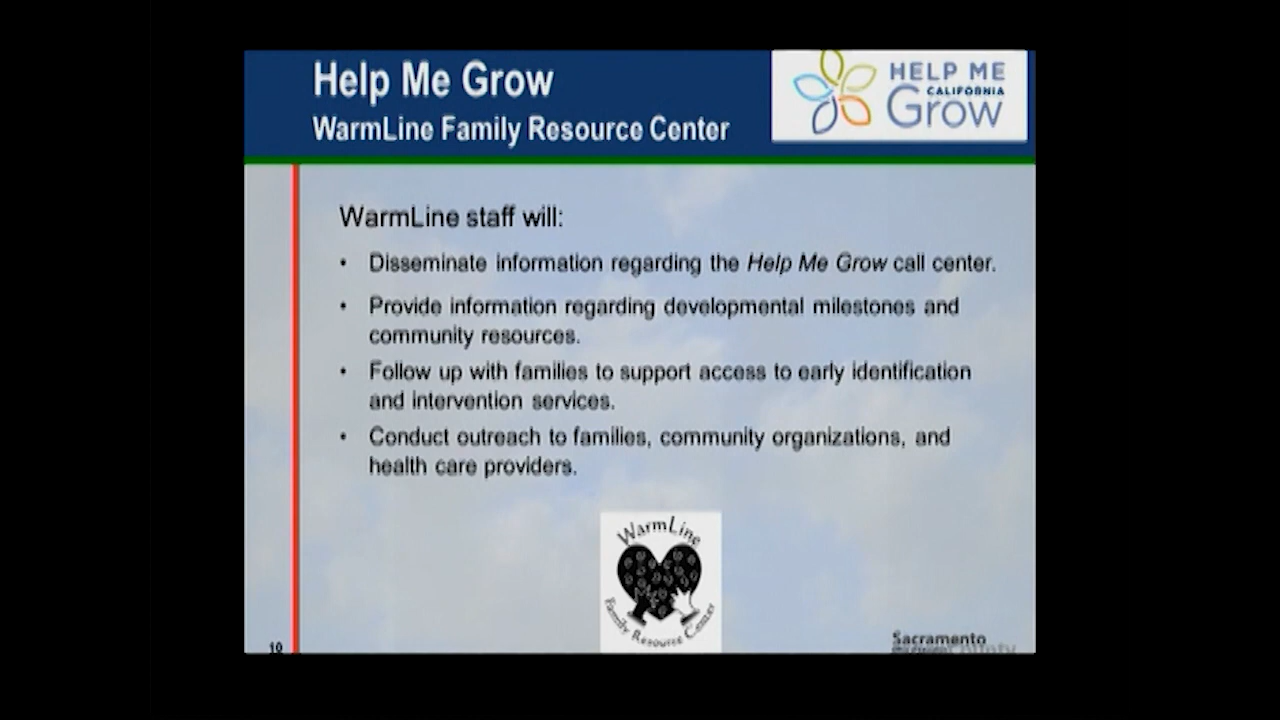 Help Me Grow
WarmLine Family Resource Center
HELP ME
CALIFORNIA
Grow
WarmLine staff will:
• Disseminate information regarding the Help Me Grow call center.
• Provide information regarding developmental milestones and
community resources.
• Follow up with families to support access to early identification
and intervention services.
• Conduct outreach to families, community organizations, and
health care providers.
WarmLine
Family Resource Center
10
Sacramento
County